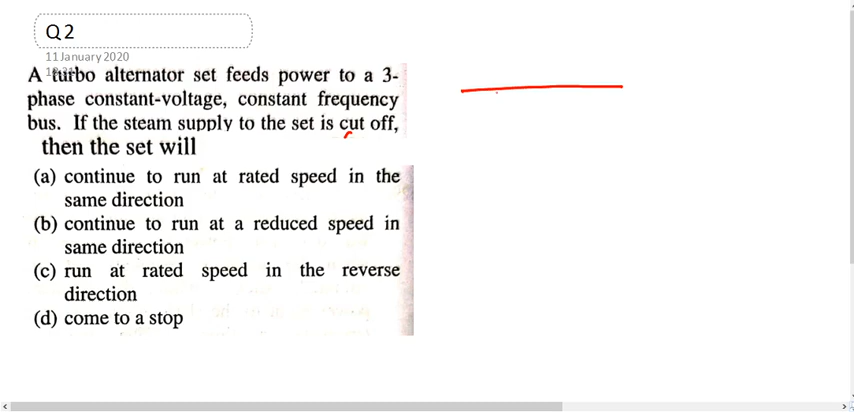 Q2
11 January 2020
A turbo alternator set feeds power to a 3-
phase constant-voltage, constant frequency
bus. If the steam supply to the set is cut off,
then the set will
(a) continue to run at rated speed in the
same direction
(b) continue to run at a reduced speed in
same direction
(c) run at rated speed in the reverse
direction
(d) come to a stop